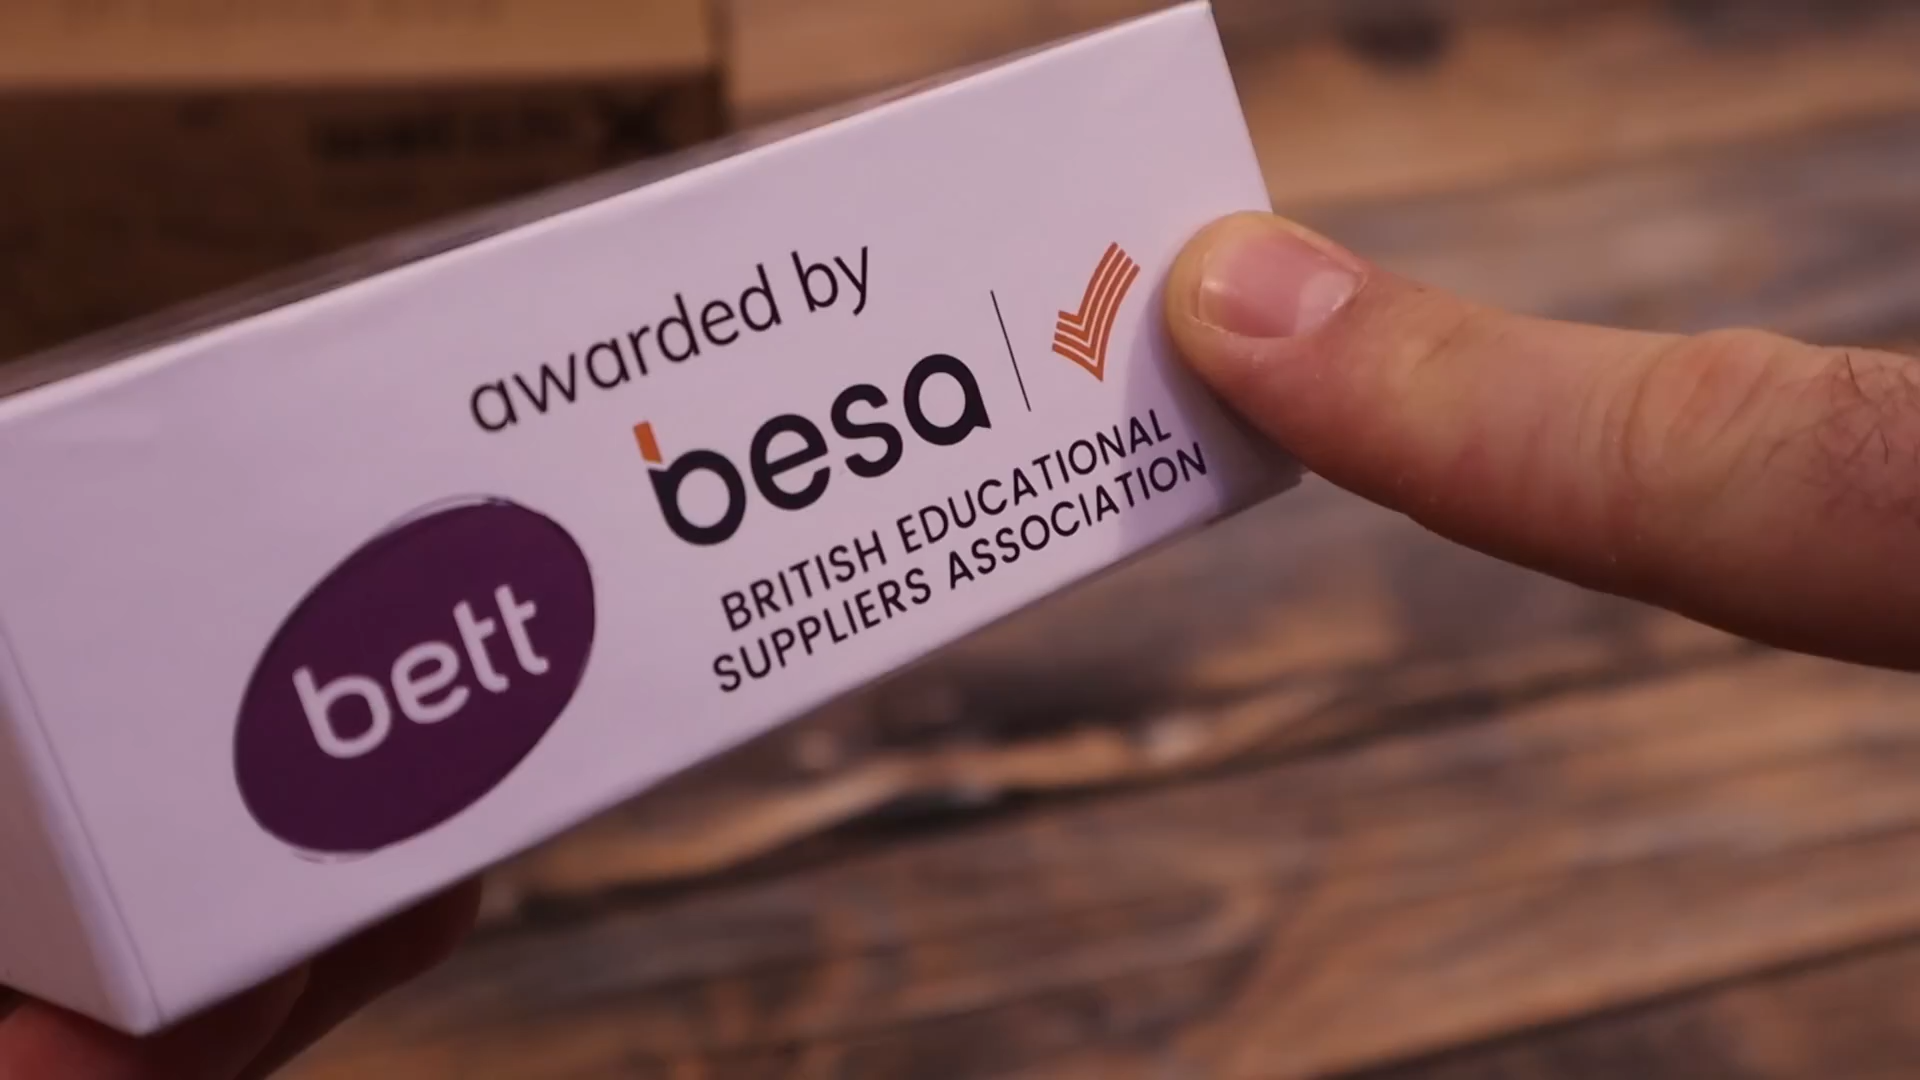 awarded by
besa
BRITISH EDUCATIONAL
SUPPLIERS ASSOCIATION
bett